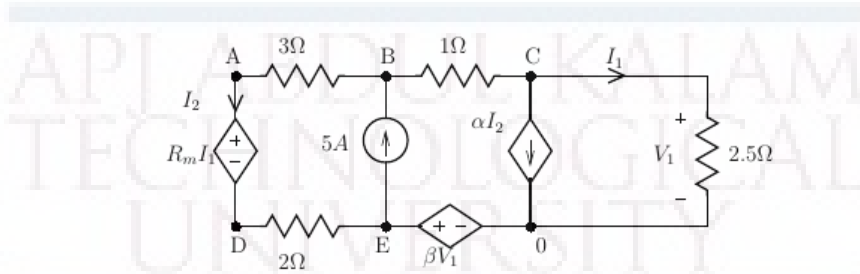 APJ ABDUL KALAM
TECHNOLOGICAL
UNIVERSITY
A 3Ω B 1Ω C I₁
I₂ αI₂
RₘI₁ + − 5A V₁ + − 2.5Ω
D 2Ω E + − βV₁ 0